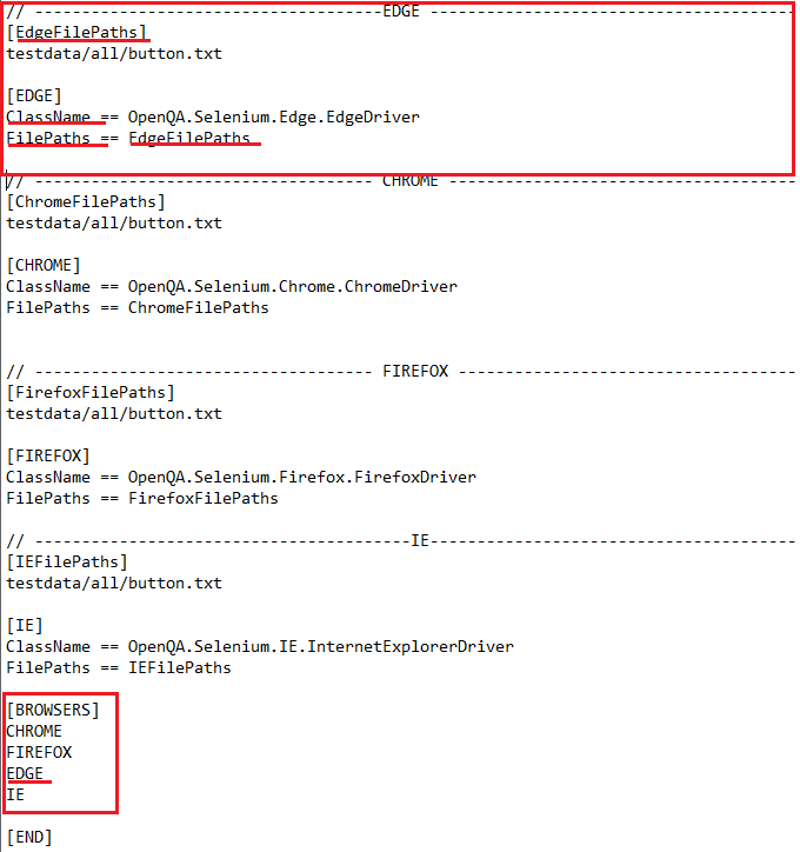 // -------------------------------------EDGE ---------------------------------------
[EdgeFilePaths]
testdata/all/button.txt
[EDGE]
ClassName == OpenQA.Selenium.Edge.EdgeDriver
FilePaths == EdgeFilePaths
// ------------------------------------ CHROME -------------------------------------
[ChromeFilePaths]
testdata/all/button.txt
[CHROME]
ClassName == OpenQA.Selenium.Chrome.ChromeDriver
FilePaths == ChromeFilePaths
// ------------------------------------ FIREFOX ------------------------------------
[FirefoxFilePaths]
testdata/all/button.txt
[FIREFOX]
ClassName == OpenQA.Selenium.Firefox.FirefoxDriver
FilePaths == FirefoxFilePaths
// ----------------------------------------IE---------------------------------------
[IEFilePaths]
testdata/all/button.txt
[IE]
ClassName == OpenQA.Selenium.IE.InternetExplorerDriver
FilePaths == IEFilePaths
[BROWSERS]
CHROME
FIREFOX
EDGE
IE
[END]